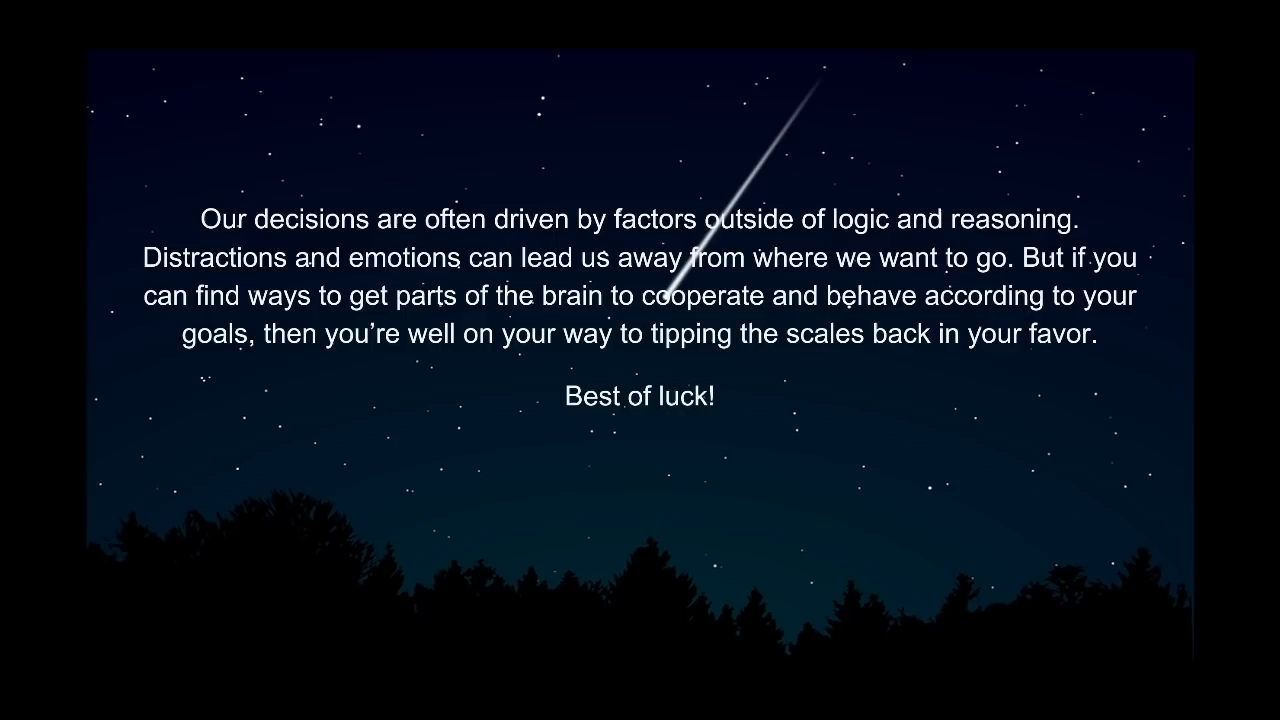 Our decisions are often driven by factors outside of logic and reasoning.
Distractions and emotions can lead us away from where we want to go. But if you
can find ways to get parts of the brain to cooperate and behave according to your
goals, then you’re well on your way to tipping the scales back in your favor.
Best of luck!